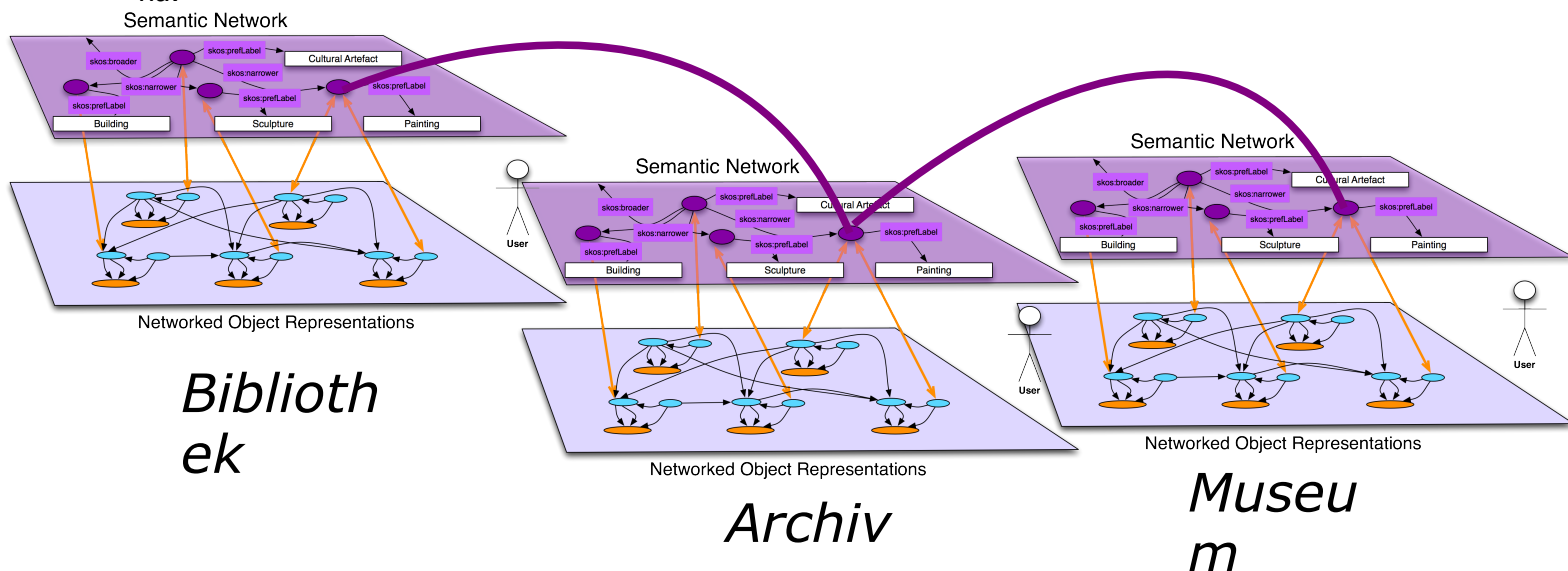 Semantic Network
skos:prefLabel
Cultural Artefact
skos:broader
skos:narrower
skos:narrower
skos:prefLabel
skos:prefLabel
skos:prefLabel
Building
Sculpture
Painting
User
Networked Object Representations
Biblioth
ek
Semantic Network
skos:prefLabel
Cultural Artefact
skos:broader
skos:narrower
skos:narrower
skos:prefLabel
skos:prefLabel
skos:prefLabel
Building
Sculpture
Painting
User
Networked Object Representations
Archiv
Semantic Network
skos:prefLabel
Cultural Artefact
skos:broader
skos:narrower
skos:narrower
skos:prefLabel
skos:prefLabel
skos:prefLabel
Building
Sculpture
Painting
User
Networked Object Representations
Museu
m